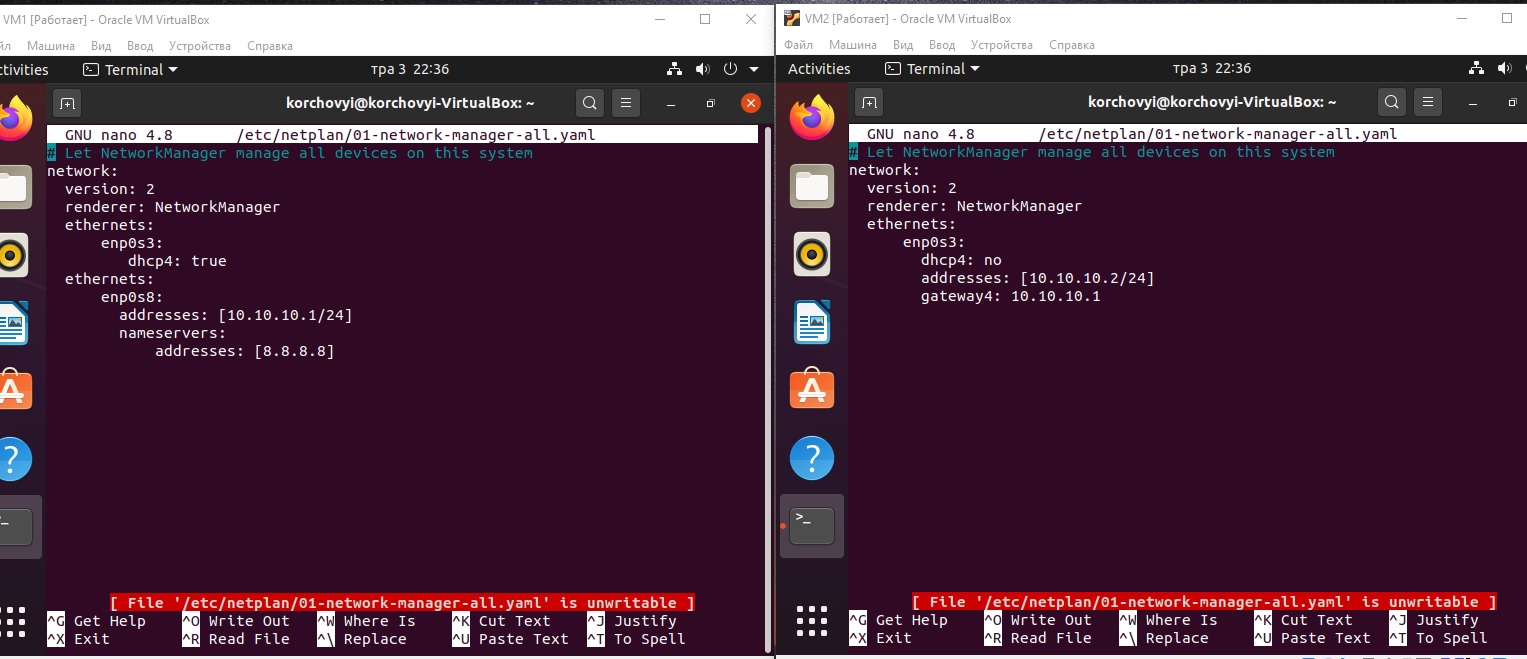 VM1 [Работает] - Oracle VM VirtualBox
йл Машина Вид Ввод Устройства Справка
ctivities Terminal тра 3 22:36
korchovyi@korchovyi-VirtualBox: ~
GNU nano 4.8 /etc/netplan/01-network-manager-all.yaml
# Let NetworkManager manage all devices on this system
network:
  version: 2
  renderer: NetworkManager
  ethernets:
      enp0s3:
         dhcp4: true
  ethernets:
      enp0s8:
        addresses: [10.10.10.1/24]
        nameservers:
            addresses: [8.8.8.8]
[ File '/etc/netplan/01-network-manager-all.yaml' is unwritable ]
^G Get Help ^O Write Out ^W Where Is ^K Cut Text ^J Justify
^X Exit ^R Read File ^\ Replace ^U Paste Text ^T To Spell
VM2 [Работает] - Oracle VM VirtualBox
Файл Машина Вид Ввод Устройства Справка
Activities Terminal тра 3 22:36
korchovyi@korchovyi-VirtualBox: ~
GNU nano 4.8 /etc/netplan/01-network-manager-all.yaml
# Let NetworkManager manage all devices on this system
network:
  version: 2
  renderer: NetworkManager
  ethernets:
      enp0s3:
        dhcp4: no
        addresses: [10.10.10.2/24]
        gateway4: 10.10.10.1
[ File '/etc/netplan/01-network-manager-all.yaml' is unwritable ]
^G Get Help ^O Write Out ^W Where Is ^K Cut Text ^J Justify
^X Exit ^R Read File ^\ Replace ^U Paste Text ^T To Spell